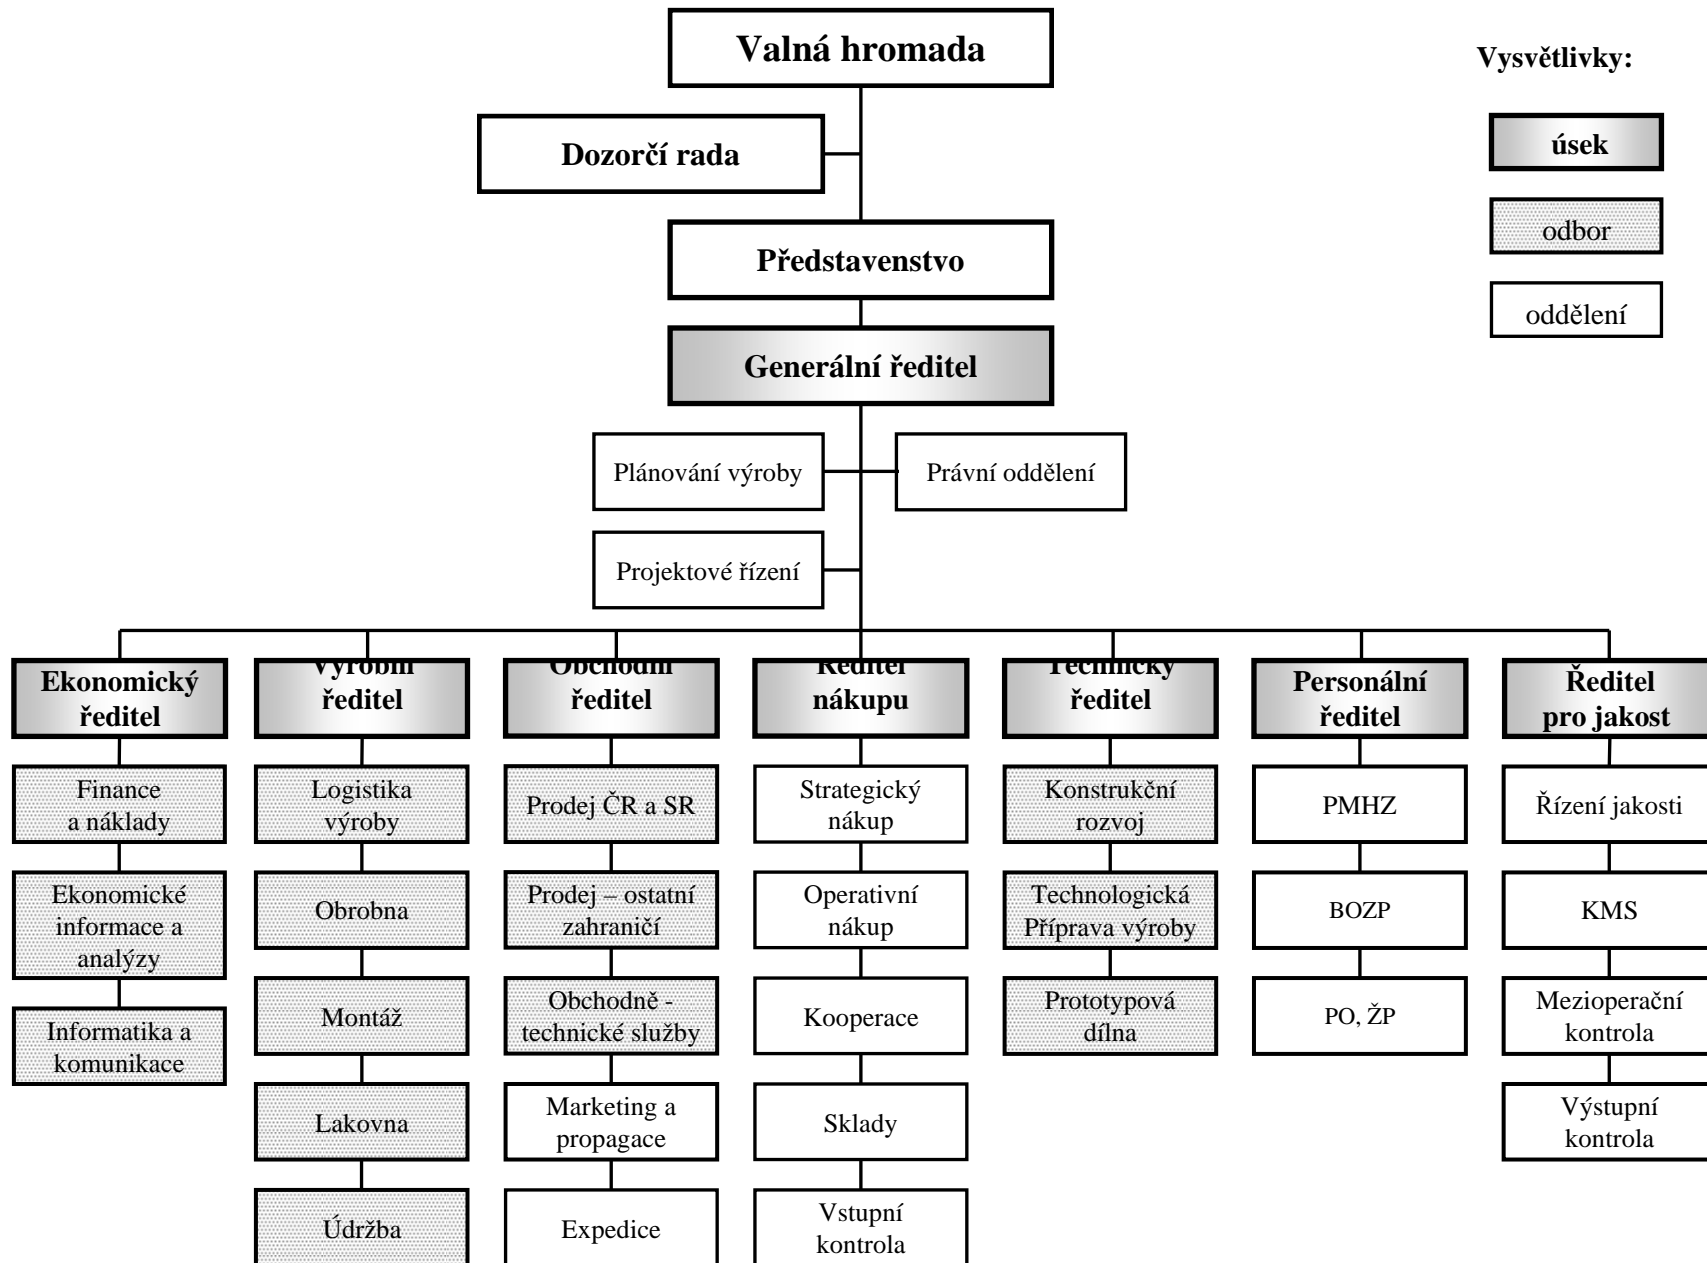 Valná hromada
Vysvětlivky:
úsek
Dozorčí rada
odbor
Představenstvo
oddělení
Generální ředitel
Plánování výroby
Právní oddělení
Projektové řízení
Ekonomický
ředitel
Výrobní
ředitel
Obchodní
ředitel
Ředitel
nákupu
Technický
ředitel
Personální
ředitel
Ředitel
pro jakost
Finance
a náklady
Logistika
výroby
Prodej ČR a SR
Strategický
nákup
Konstrukční
rozvoj
PMHZ
Řízení jakosti
Ekonomické
informace a
analýzy
Obrobna
Prodej – ostatní
zahraničí
Operativní
nákup
Technologická
Příprava výroby
BOZP
KMS
Informatika a
komunikace
Montáž
Obchodně -
technické služby
Kooperace
Prototypová
dílna
PO, ŽP
Mezioperační
kontrola
Lakovna
Marketing a
propagace
Sklady
Výstupní
kontrola
Údržba
Expedice
Vstupní
kontrola